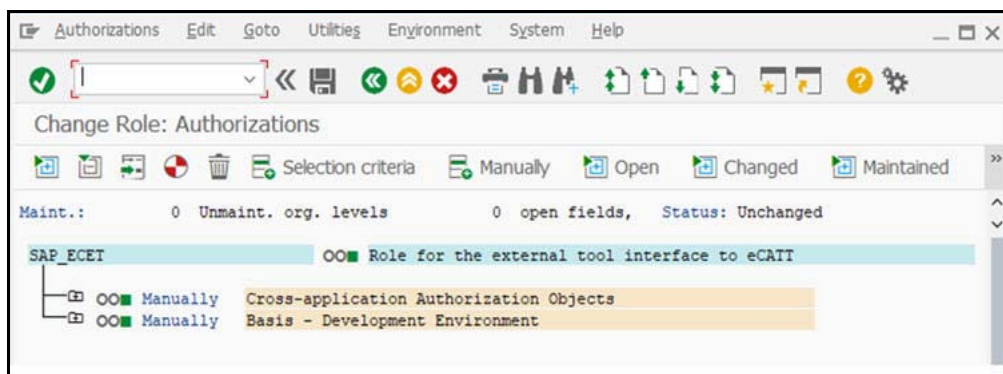 Authorizations Edit Goto Utilities Environment System Help
Change Role: Authorizations
Selection criteria Manually Open Changed Maintained »
Maint.: 0 Unmaint. org. levels 0 open fields, Status: Unchanged
SAP_ECET Role for the external tool interface to eCATT
Manually Cross-application Authorization Objects
Manually Basis - Development Environment